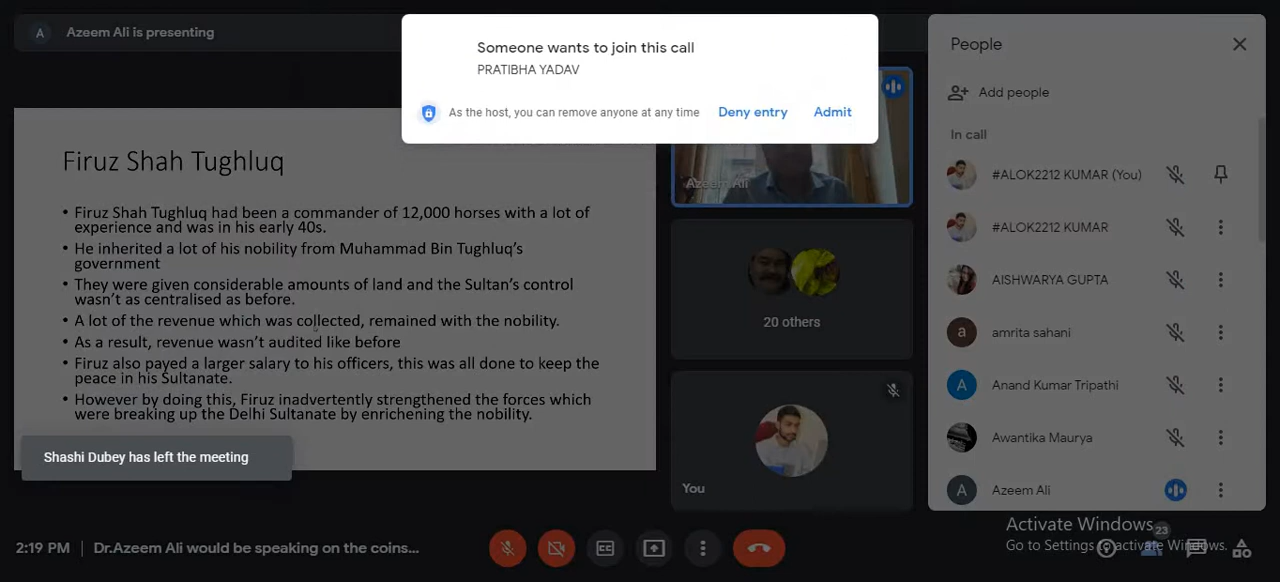 A
Azeem Ali is presenting
Someone wants to join this call
PRATIBHA YADAV
As the host, you can remove anyone at any time
Deny entry
Admit
Firuz Shah Tughluq
• Firuz Shah Tughluq had been a commander of 12,000 horses with a lot of
experience and was in his early 40s.
• He inherited a lot of his nobility from Muhammad Bin Tughluq's
government
• They were given considerable amounts of land and the Sultan's control
wasn't as centralised as before.
• A lot of the revenue which was collected, remained with the nobility.
• As a result, revenue wasn't audited like before
• Firuz also payed a larger salary to his officers, this was all done to keep the
peace in his Sultanate.
• However by doing this, Firuz inadvertently strengthened the forces which
were breaking up the Delhi Sultanate by enrichening the nobility.
Shashi Dubey has left the meeting
Azeem Ali
20 others
You
People
Add people
In call
#ALOK2212 KUMAR (You)
#ALOK2212 KUMAR
AISHWARYA GUPTA
a
amrita sahani
A
Anand Kumar Tripathi
Awantika Maurya
A
Azeem Ali
2:19 PM | Dr.Azeem Ali would be speaking on the coins...
23
Activate Windows
Go to Settings to activate Windows.